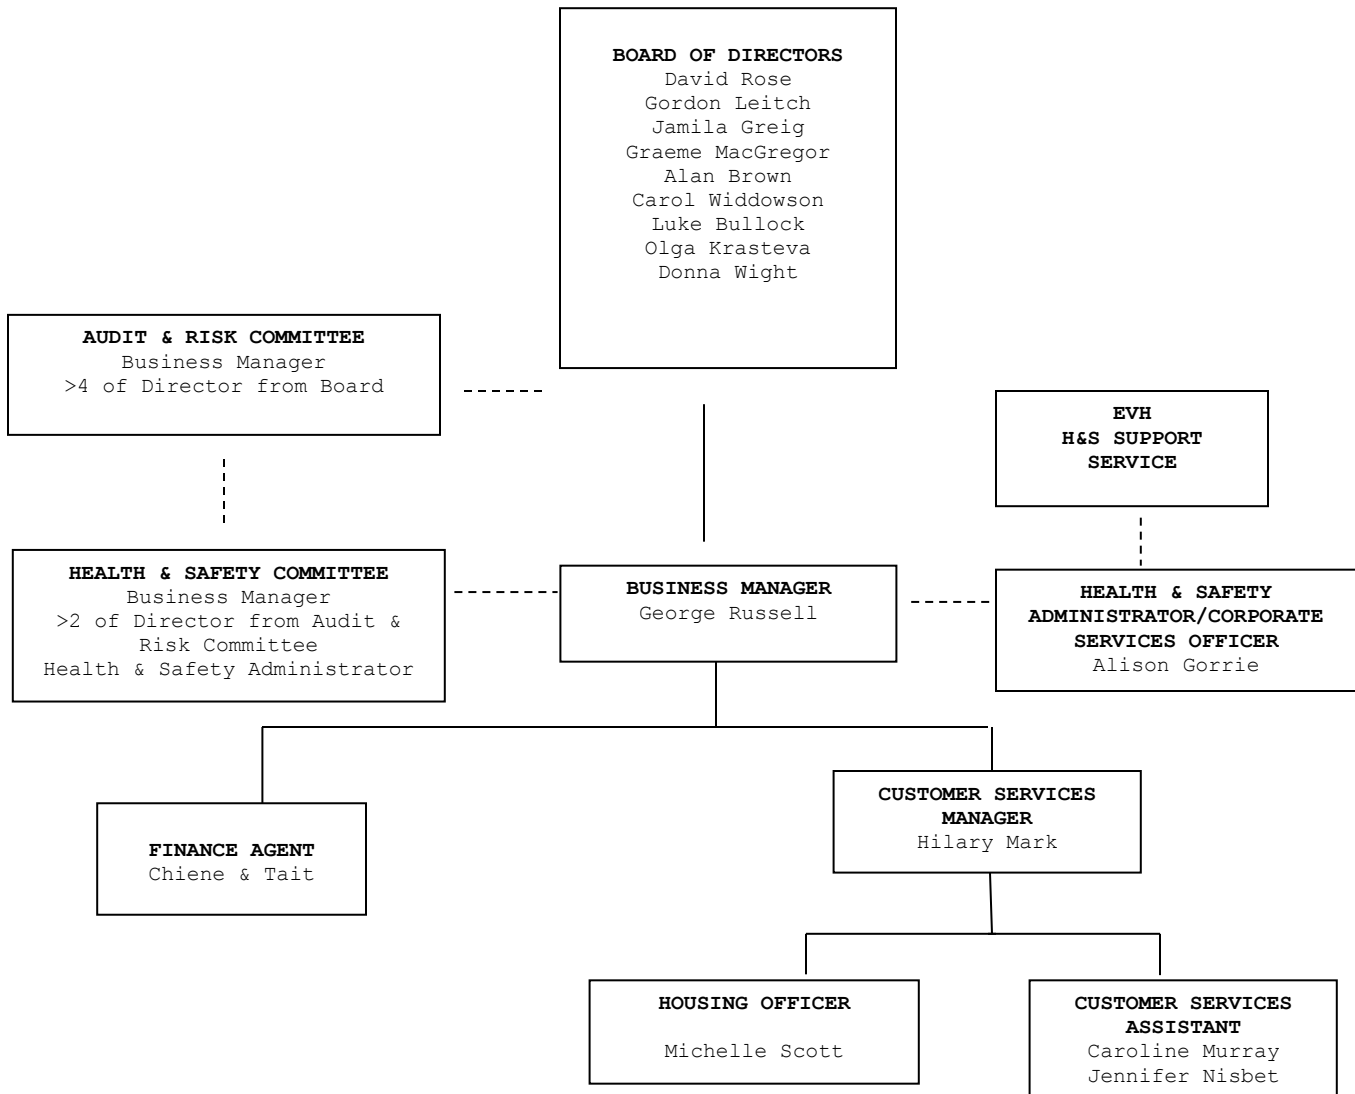 BOARD OF DIRECTORS
David Rose
Gordon Leitch
Jamila Greig
Graeme MacGregor
Alan Brown
Carol Widdowson
Luke Bullock
Olga Krasteva
Donna Wight
AUDIT & RISK COMMITTEE
Business Manager
>4 of Director from Board
EVH
H&S SUPPORT
SERVICE
HEALTH & SAFETY COMMITTEE
Business Manager
>2 of Director from Audit &
Risk Committee
Health & Safety Administrator
BUSINESS MANAGER
George Russell
HEALTH & SAFETY
ADMINISTRATOR/CORPORATE
SERVICES OFFICER
Alison Gorrie
FINANCE AGENT
Chiene & Tait
CUSTOMER SERVICES
MANAGER
Hilary Mark
HOUSING OFFICER
Michelle Scott
CUSTOMER SERVICES
ASSISTANT
Caroline Murray
Jennifer Nisbet